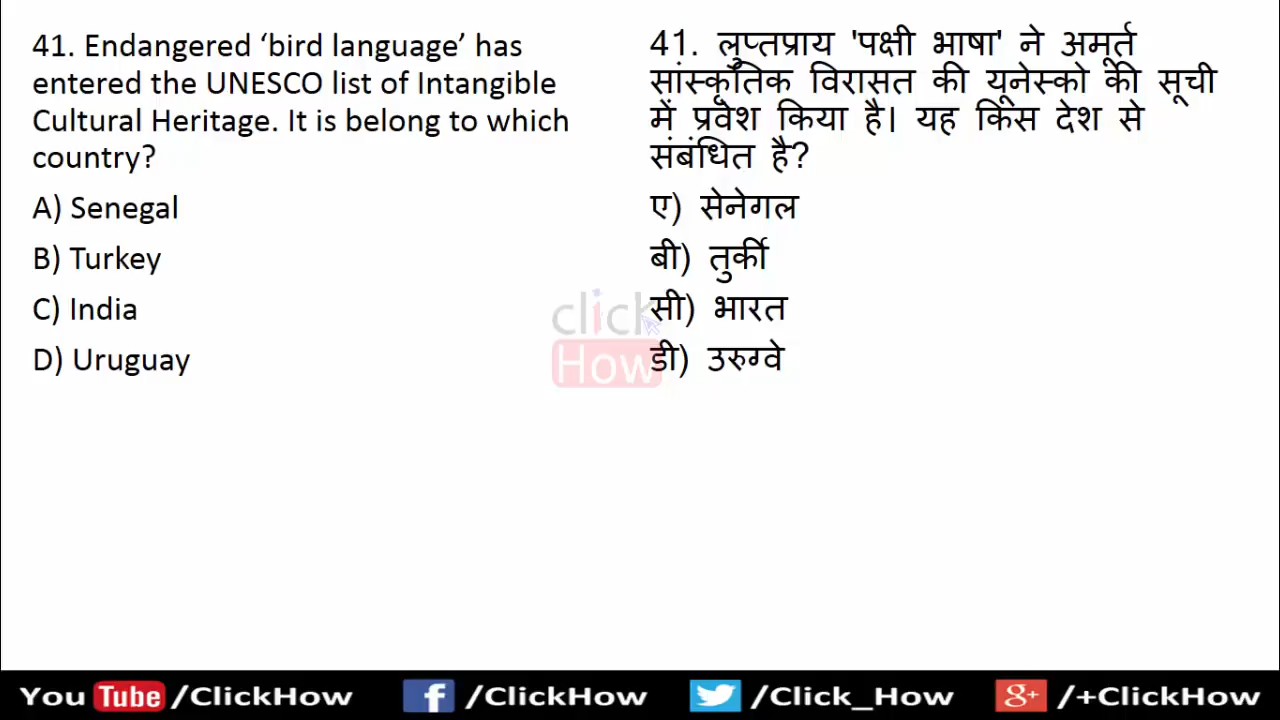 41. Endangered ‘bird language’ has
entered the UNESCO list of Intangible
Cultural Heritage. It is belong to which
country?
A) Senegal
B) Turkey
C) India
D) Uruguay
41. लुप्तप्राय 'पक्षी भाषा' ने अमूर्त
सांस्कृतिक विरासत की यूनेस्को की सूची
में प्रवेश किया है। यह किस देश से
संबंधित है?
ए) सेनेगल
बी) तुर्की
सी) भारत
डी) उरुग्वे
click
How
You Tube /ClickHow f /ClickHow /Click_How g+ /+ClickHow